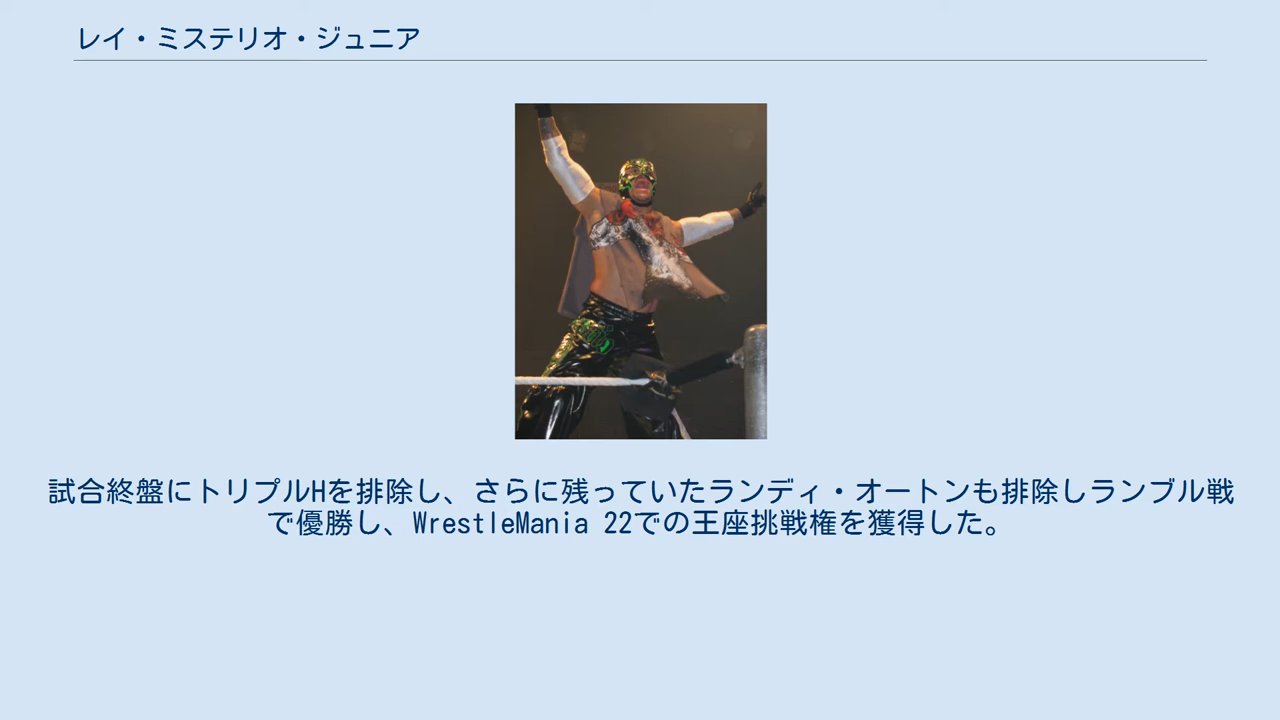 レイ・ミステリオ・ジュニア
試合終盤にトリプルHを排除し、さらに残っていたランディ・オートンも排除しランブル戦
で優勝し、WrestleMania 22での王座挑戦権を獲得した。